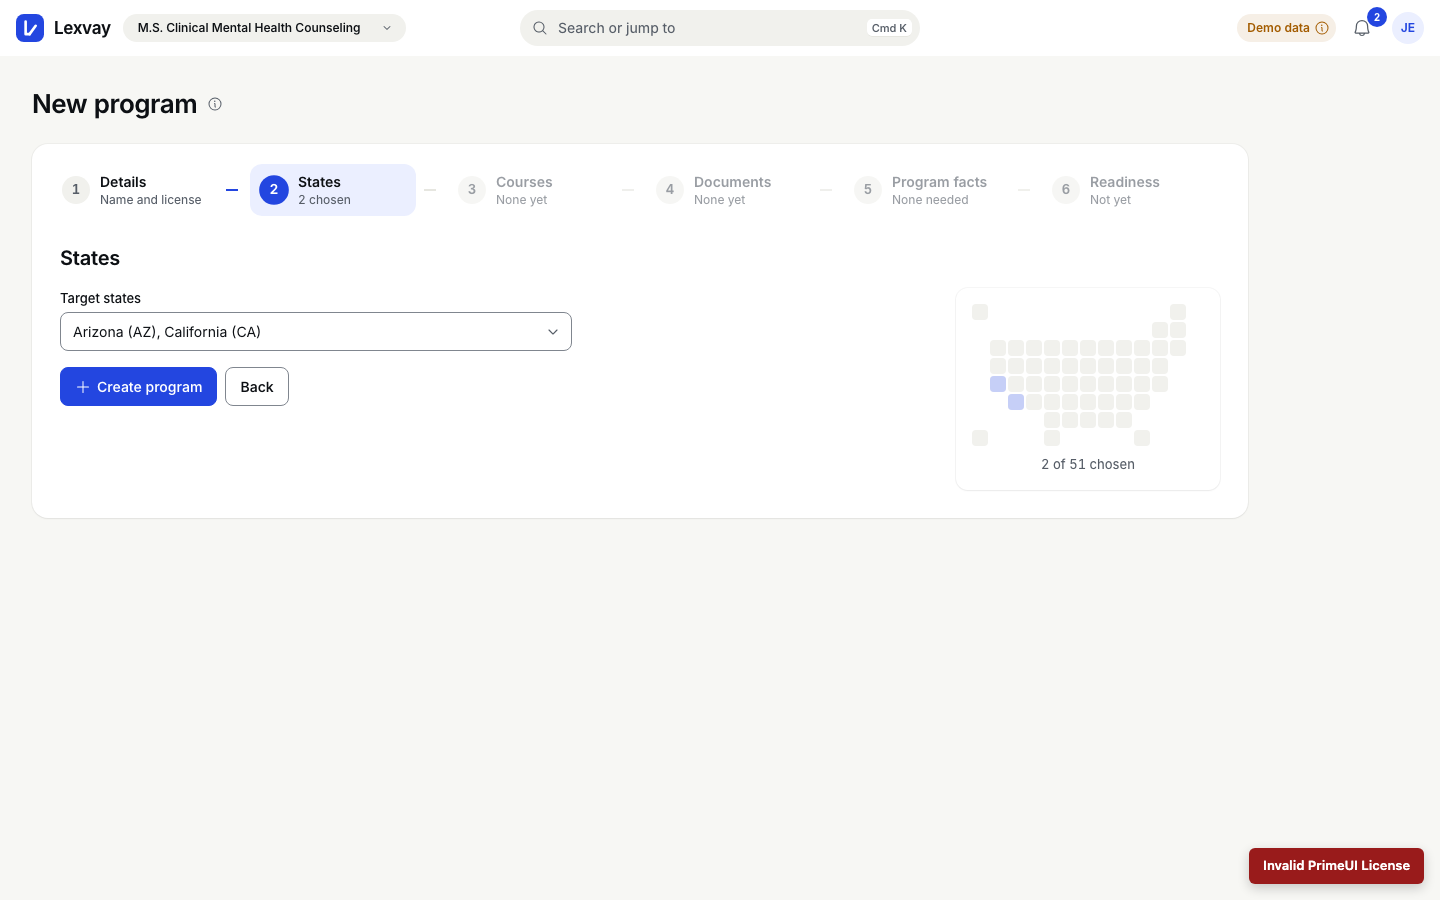 Lexvay
M.S. Clinical Mental Health Counseling
Search or jump to
Cmd K
Demo data
2
JE
New program
1
Details
Name and license
2
States
2 chosen
3
Courses
None yet
4
Documents
None yet
5
Program facts
None needed
6
Readiness
Not yet
States
Target states
Arizona (AZ), California (CA)
Create program
Back
2 of 51 chosen
Invalid PrimeUI License